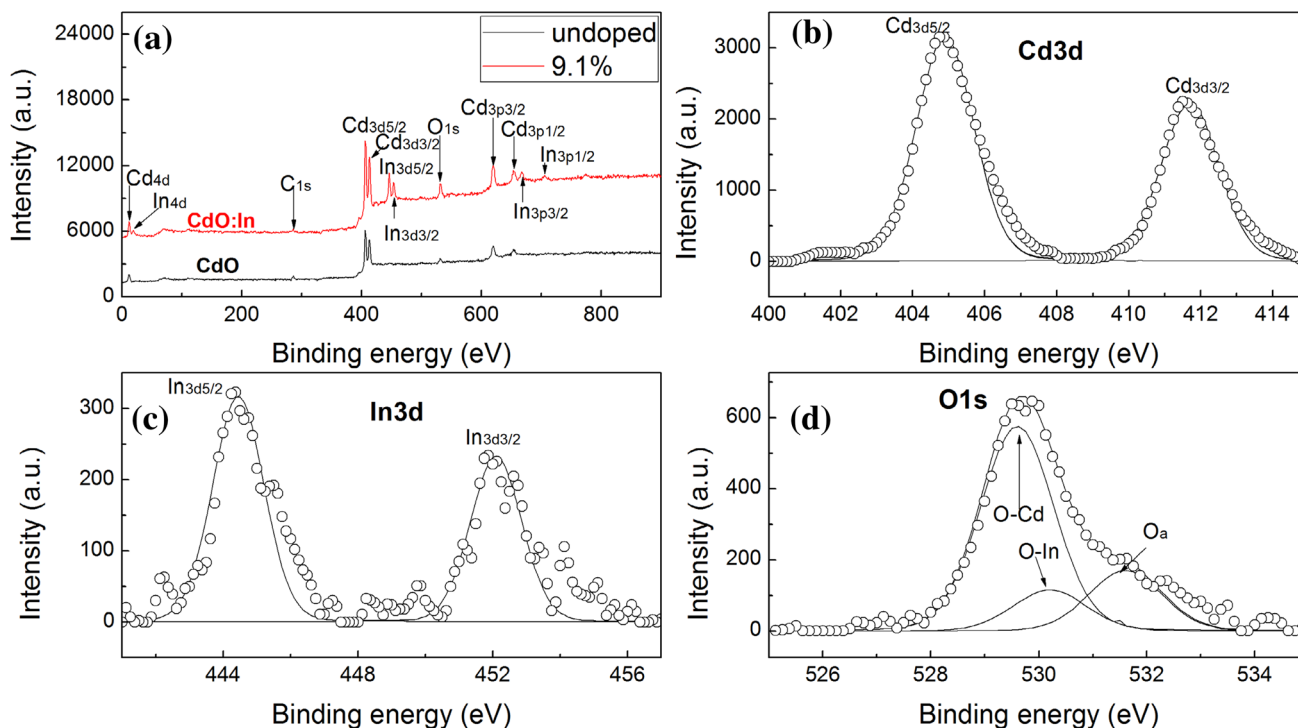 (a)
undoped
9.1%
24000
18000
12000
6000
0
Intensity (a.u.)
Cd4d
In4d
CdO:In
C1s
CdO
Cd3d5/2
Cd3d3/2
In3d5/2
In3d3/2
O1s
Cd3p3/2
Cd3p1/2
In3p1/2
In3p3/2
0 200 400 600 800
Binding energy (eV)
(b)
Cd3d5/2
Cd3d
Cd3d3/2
3000
2000
1000
0
Intensity (a.u.)
400 402 404 406 408 410 412 414
Binding energy (eV)
In3d5/2
(c)
In3d
In3d3/2
300
200
100
0
Intensity (a.u.)
444 448 452 456
Binding energy (eV)
O1s
(d)
600
400
200
0
Intensity (a.u.)
O-Cd
O-In
Oa
526 528 530 532 534
Binding energy (eV)